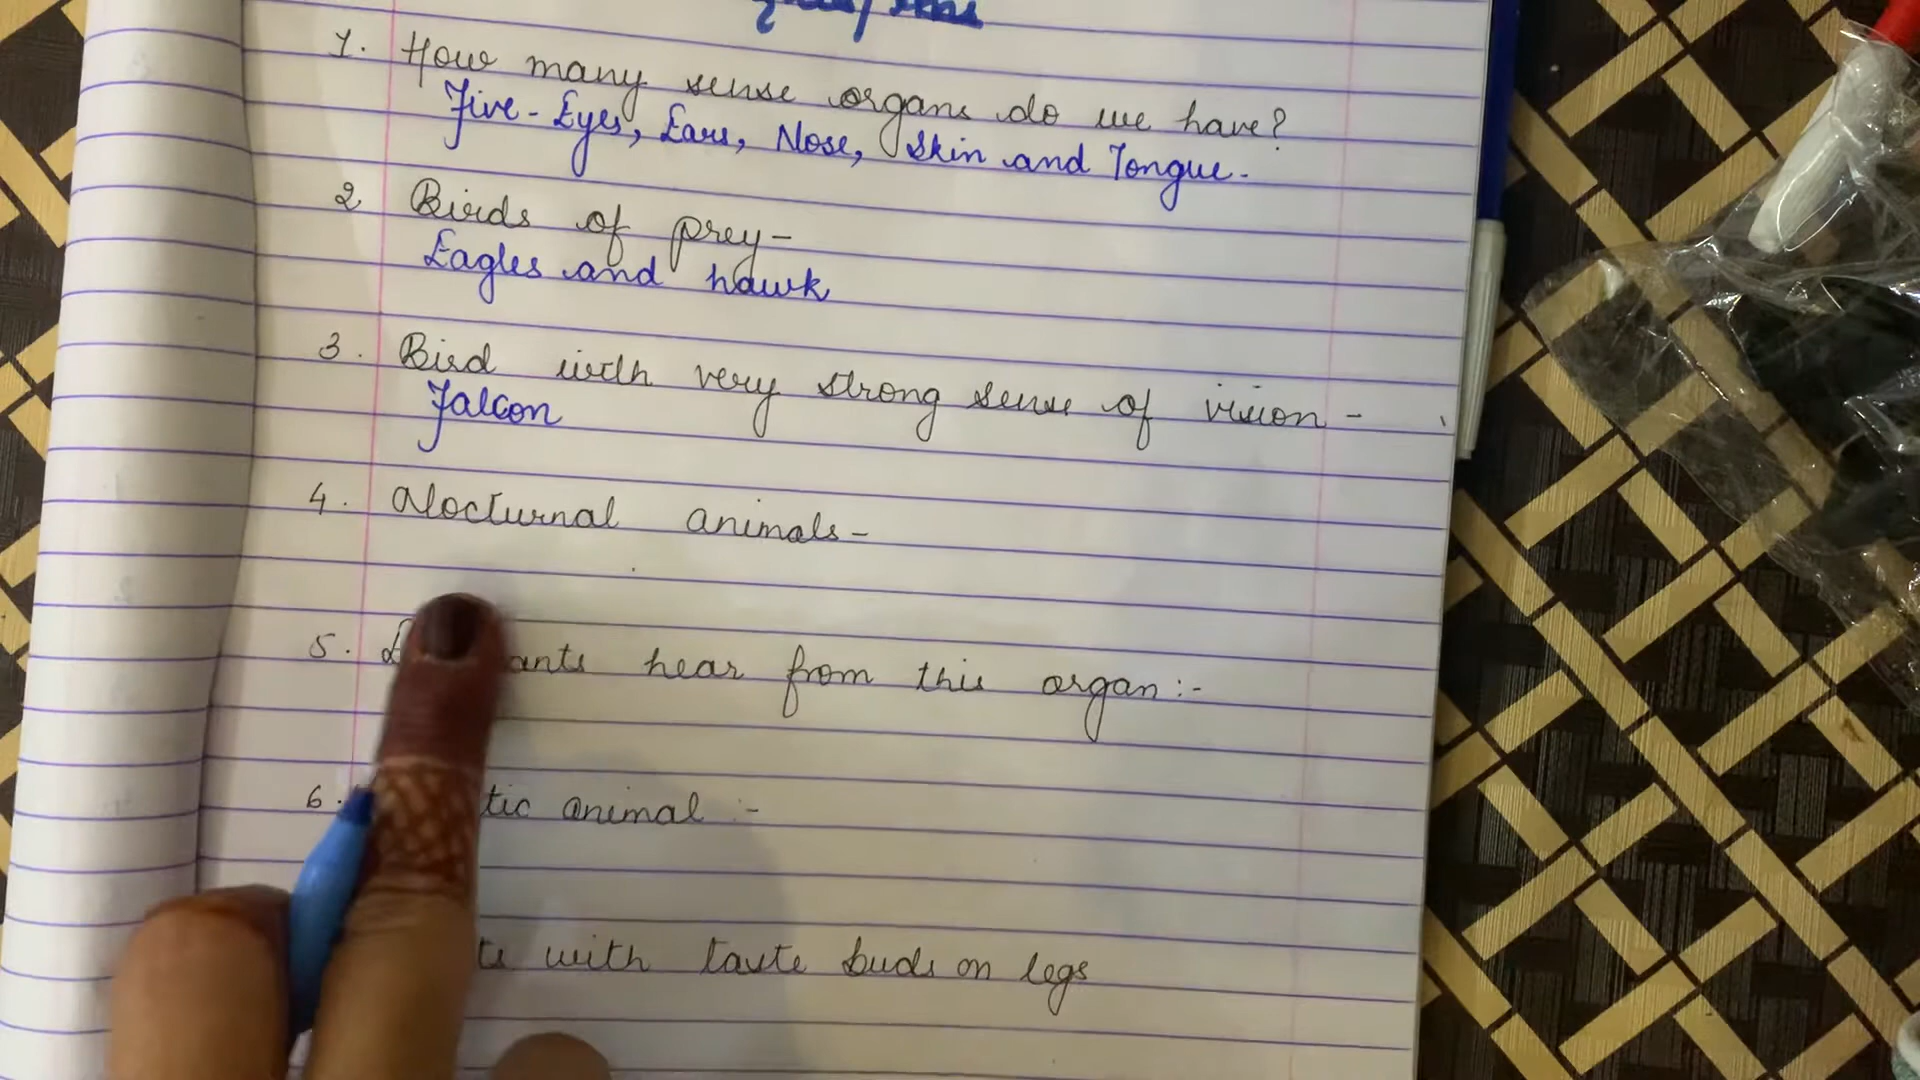 1. How many sense organs do we have?
Five - Eyes, Ears, Nose, Skin and Tongue.
2 Birds of prey-
Eagles and hawk
3. Bird with very strong sense of vision -
Falcon
4. Nocturnal animals-
5. hear from this organ:-
6. animal :-
with taste buds on legs